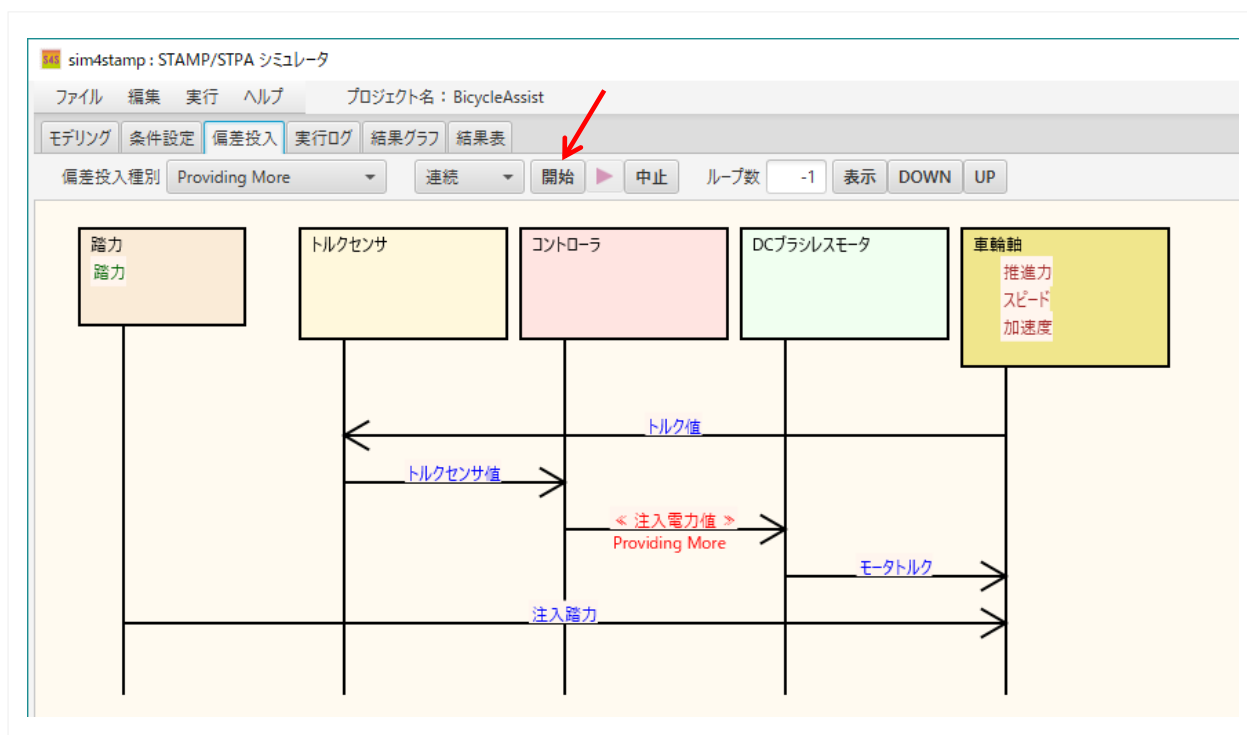 S4S sim4stamp : STAMP/STPA シミュレータ
ファイル 編集 実行 ヘルプ プロジェクト名：BicycleAssist
モデリング 条件設定 偏差投入 実行ログ 結果グラフ 結果表
偏差投入種別 Providing More 連続 開始 中止 ループ数 -1 表示 DOWN UP
踏力 トルクセンサ コントローラ DCブラシレスモータ 車輪軸
踏力 推進力
スピード
加速度
トルク値
トルクセンサ値
≪ 注入電力値 ≫
Providing More
モータトルク
注入踏力